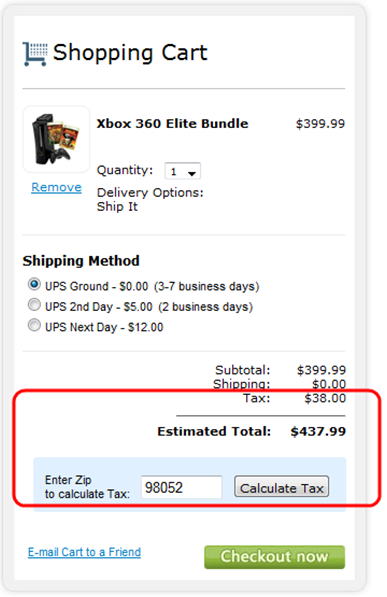 Shopping Cart
Xbox 360 Elite Bundle $399.99
Quantity: 1
Remove
Delivery Options:
Ship It
Shipping Method
UPS Ground - $0.00 (3-7 business days)
UPS 2nd Day - $5.00 (2 business days)
UPS Next Day - $12.00
Subtotal: $399.99
Shipping: $0.00
Tax: $38.00
Estimated Total: $437.99
Enter Zip
to calculate Tax: 98052 Calculate Tax
E-mail Cart to a Friend Checkout now